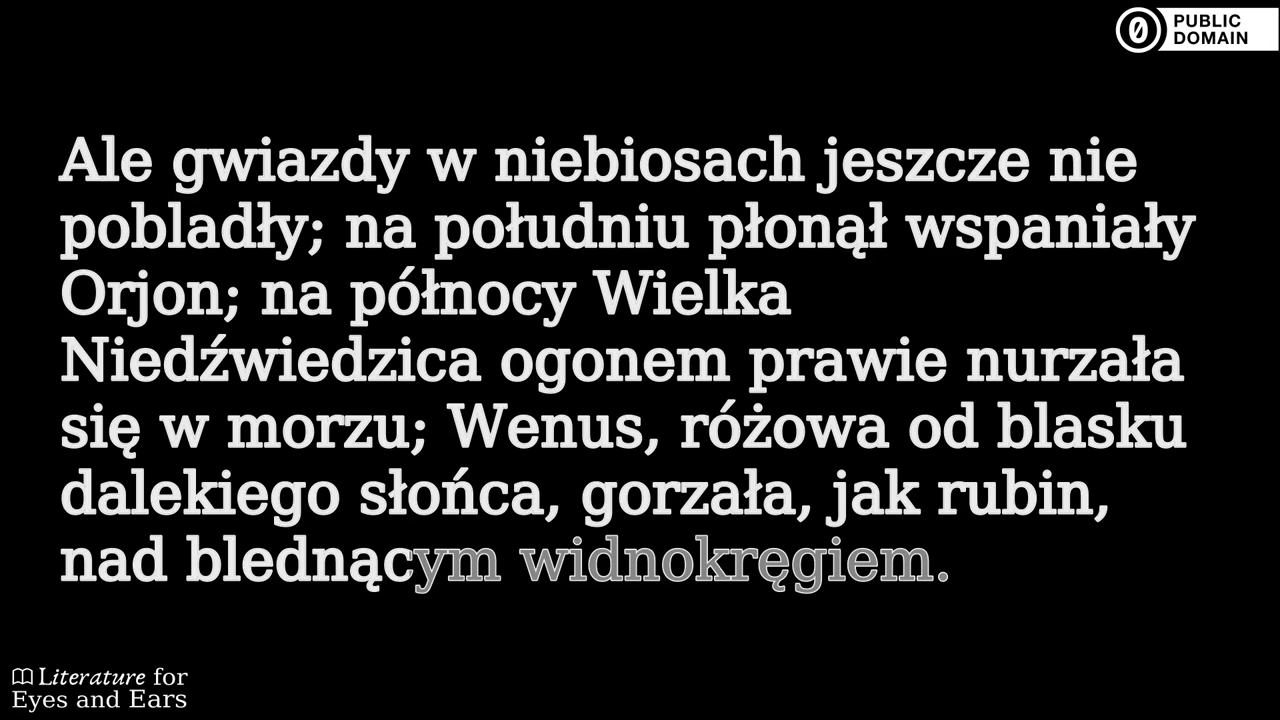 PUBLIC
DOMAIN
Ale gwiazdy w niebiosach jeszcze nie
pobladły; na południu płonął wspaniały
Orjon; na północy Wielka
Niedźwiedzica ogonem prawie nurzała
się w morzu; Wenus, różowa od blasku
dalekiego słońca, gorzała, jak rubin,
nad blednącym widnokręgiem.
Literature for
Eyes and Ears